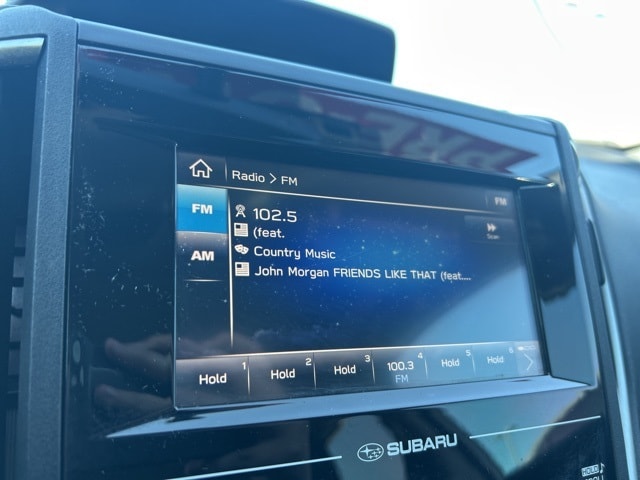 Radio > FM
FM
FM
102.5
Scan
(feat.
AM
Country Music
John Morgan FRIENDS LIKE THAT (feat....
Hold 1 Hold 2 Hold 3 100.3 FM 4 Hold 5 Hold 6
SUBARU
HOLD